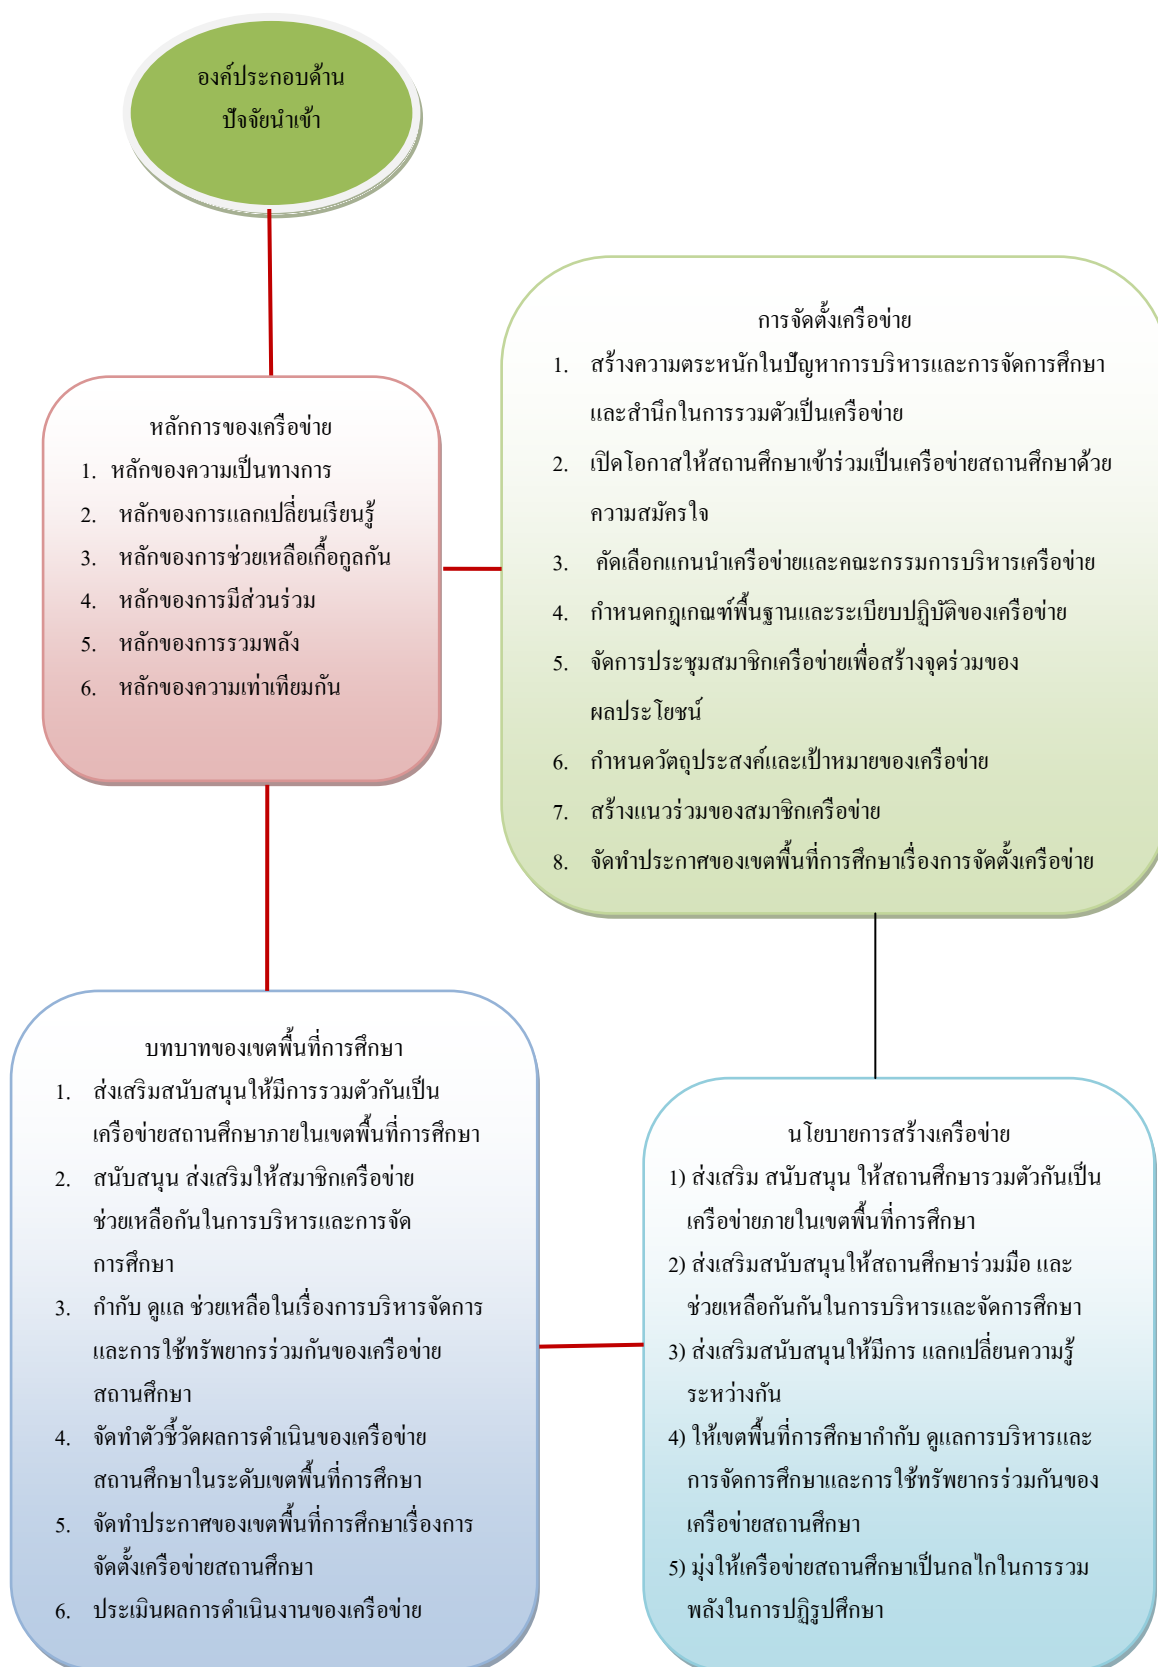 องค์ประกอบด้าน
ปัจจัยนำเข้า
หลักการของเครือข่าย
1. หลักของความเป็นทางการ
2. หลักของการแลกเปลี่ยนเรียนรู้
3. หลักของการช่วยเหลือเกื้อกูลกัน
4. หลักของการมีส่วนร่วม
5. หลักของการรวมพลัง
6. หลักของความเท่าเทียมกัน
การจัดตั้งเครือข่าย
1. สร้างความตระหนักในปัญหาการบริหารและการจัดการศึกษา
และสำนึกในการรวมตัวเป็นเครือข่าย
2. เปิดโอกาสให้สถานศึกษาเข้าร่วมเป็นเครือข่ายสถานศึกษาด้วย
ความสมัครใจ
3. คัดเลือกแกนนำเครือข่ายและคณะกรรมการบริหารเครือข่าย
4. กำหนดกฎเกณฑ์พื้นฐานและระเบียบปฏิบัติของเครือข่าย
5. จัดการประชุมสมาชิกเครือข่ายเพื่อสร้างจุดร่วมของ
ผลประโยชน์
6. กำหนดวัตถุประสงค์และเป้าหมายของเครือข่าย
7. สร้างแนวร่วมของสมาชิกเครือข่าย
8. จัดทำประกาศของเขตพื้นที่การศึกษาเรื่องการจัดตั้งเครือข่าย
บทบาทของเขตพื้นที่การศึกษา
1. ส่งเสริมสนับสนุนให้มีการรวมตัวกันเป็น
เครือข่ายสถานศึกษาภายในเขตพื้นที่การศึกษา
2. สนับสนุน ส่งเสริมให้สมาชิกเครือข่าย
ช่วยเหลือกันในการบริหารและการจัด
การศึกษา
3. กำกับ ดูแล ช่วยเหลือในเรื่องการบริหารจัดการ
และการใช้ทรัพยากรร่วมกันของเครือข่าย
สถานศึกษา
4. จัดทำตัวชี้วัดผลการดำเนินของเครือข่าย
สถานศึกษาในระดับเขตพื้นที่การศึกษา
5. จัดทำประกาศของเขตพื้นที่การศึกษาเรื่องการ
จัดตั้งเครือข่ายสถานศึกษา
6. ประเมินผลการดำเนินงานของเครือข่าย
นโยบายการสร้างเครือข่าย
1) ส่งเสริม สนับสนุน ให้สถานศึกษารวมตัวกันเป็น
เครือข่ายภายในเขตพื้นที่การศึกษา
2) ส่งเสริมสนับสนุนให้สถานศึกษาร่วมมือ และ
ช่วยเหลือกันกันในการบริหารและจัดการศึกษา
3) ส่งเสริมสนับสนุนให้มีการ แลกเปลี่ยนความรู้
ระหว่างกัน
4) ให้เขตพื้นที่การศึกษากำกับ ดูแลการบริหารและ
การจัดการศึกษาและการใช้ทรัพยากรร่วมกันของ
เครือข่ายสถานศึกษา
5) มุ่งให้เครือข่ายสถานศึกษาเป็นกลไกในการรวม
พลังในการปฏิรูปศึกษา